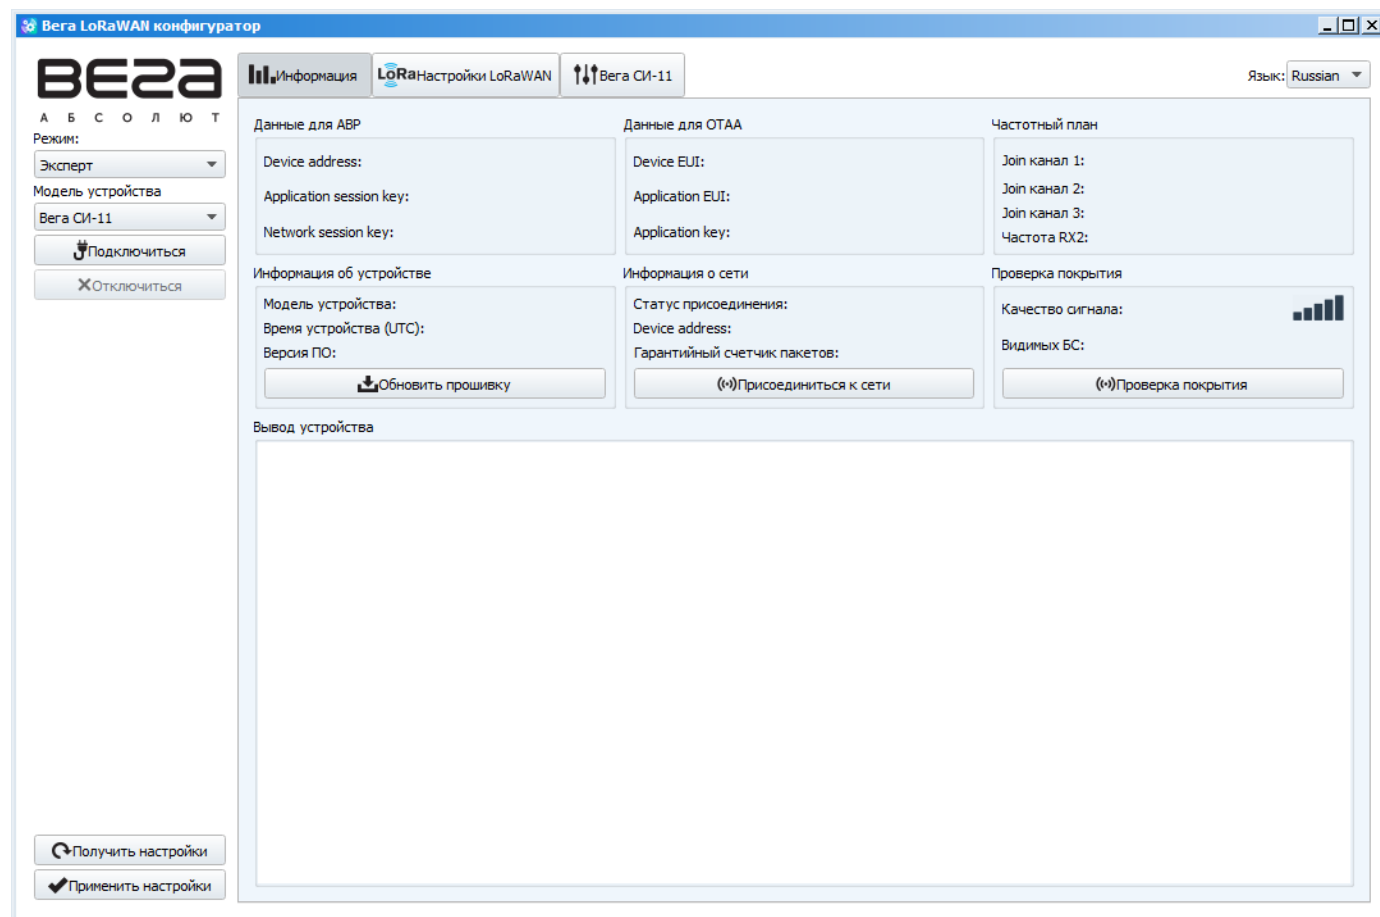 Вега LoRaWAN конфигуратор
ВЕГА
АБСОЛЮТ
Режим:
Эксперт
Модель устройства
Вега СИ-11
Подключиться
Отключиться
Получить настройки
Применить настройки
Информация
LoRa Настройки LoRaWAN
Вега СИ-11
Язык: Russian
Данные для ABP
Device address:
Application session key:
Network session key:
Данные для OTAA
Device EUI:
Application EUI:
Application key:
Частотный план
Join канал 1:
Join канал 2:
Join канал 3:
Частота RX2:
Информация об устройстве
Модель устройства:
Время устройства (UTC):
Версия ПО:
Обновить прошивку
Информация о сети
Статус присоединения:
Device address:
Гарантийный счетчик пакетов:
Присоединиться к сети
Проверка покрытия
Качество сигнала:
Видимых БС:
Проверка покрытия
Вывод устройства